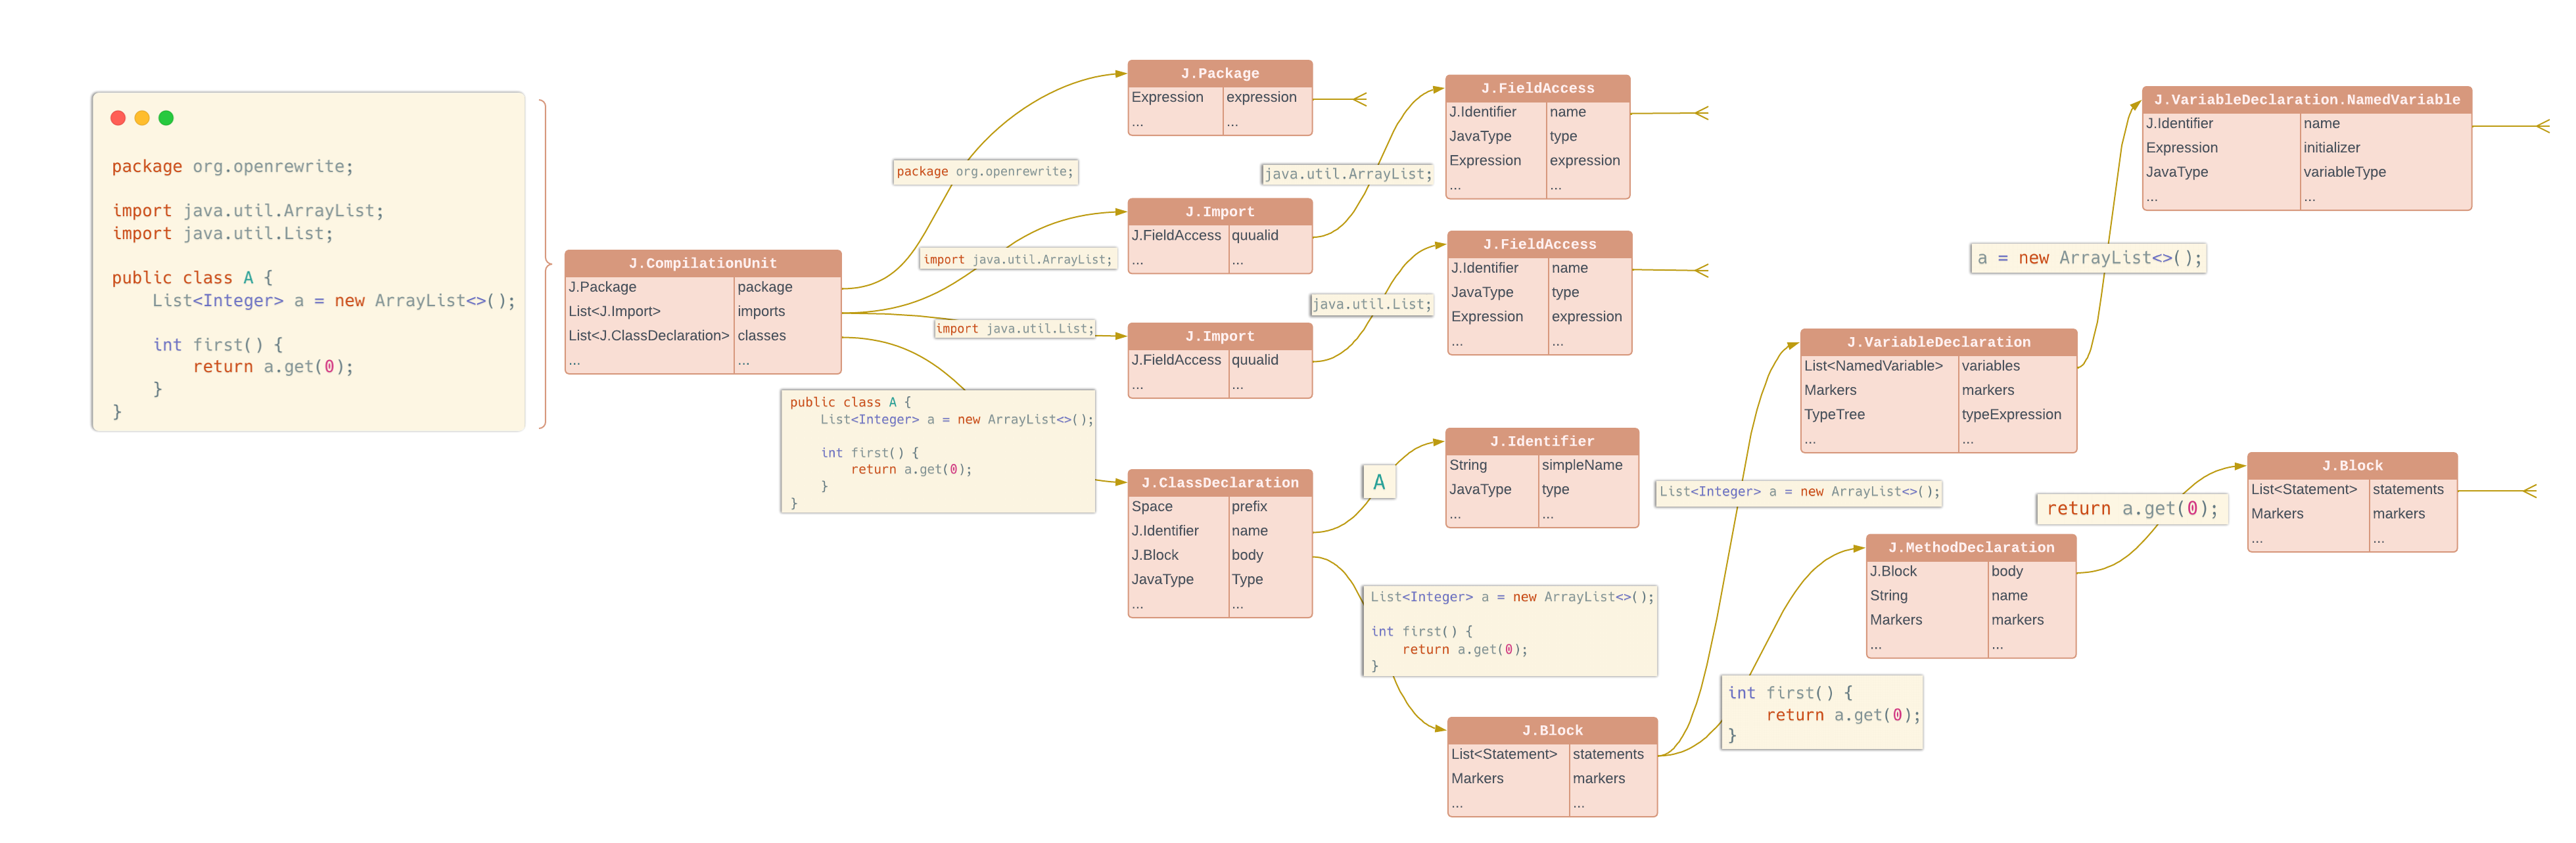 package org.openrewrite;
import java.util.ArrayList;
import java.util.List;
public class A {
List<Integer> a = new ArrayList<>();
int first() {
return a.get(0);
}
}
J.CompilationUnit
J.Package package
List<J.Import> imports
List<J.ClassDeclaration> classes
... ...
package org.openrewrite;
import java.util.ArrayList;
import java.util.List;
public class A {
List<Integer> a = new ArrayList<>();
int first() {
return a.get(0);
}
}
J.Package
Expression expression
... ...
J.Import
J.FieldAccess quualid
... ...
J.Import
J.FieldAccess quualid
... ...
J.ClassDeclaration
Space prefix
J.Identifier name
J.Block body
JavaType Type
... ...
java.util.ArrayList;
java.util.List;
A
List<Integer> a = new ArrayList<>();
int first() {
return a.get(0);
}
J.FieldAccess
J.Identifier name
JavaType type
Expression expression
... ...
J.FieldAccess
J.Identifier name
JavaType type
Expression expression
... ...
J.Identifier
String simpleName
JavaType type
... ...
J.Block
List<Statement> statements
Markers markers
... ...
List<Integer> a = new ArrayList<>();
int first() {
return a.get(0);
}
J.VariableDeclaration
List<NamedVariable> variables
Markers markers
TypeTree typeExpression
... ...
J.MethodDeclaration
J.Block body
String name
Markers markers
... ...
a = new ArrayList<>();
return a.get(0);
J.VariableDeclaration.NamedVariable
J.Identifier name
Expression initializer
JavaType variableType
... ...
J.Block
List<Statement> statements
Markers markers
... ...